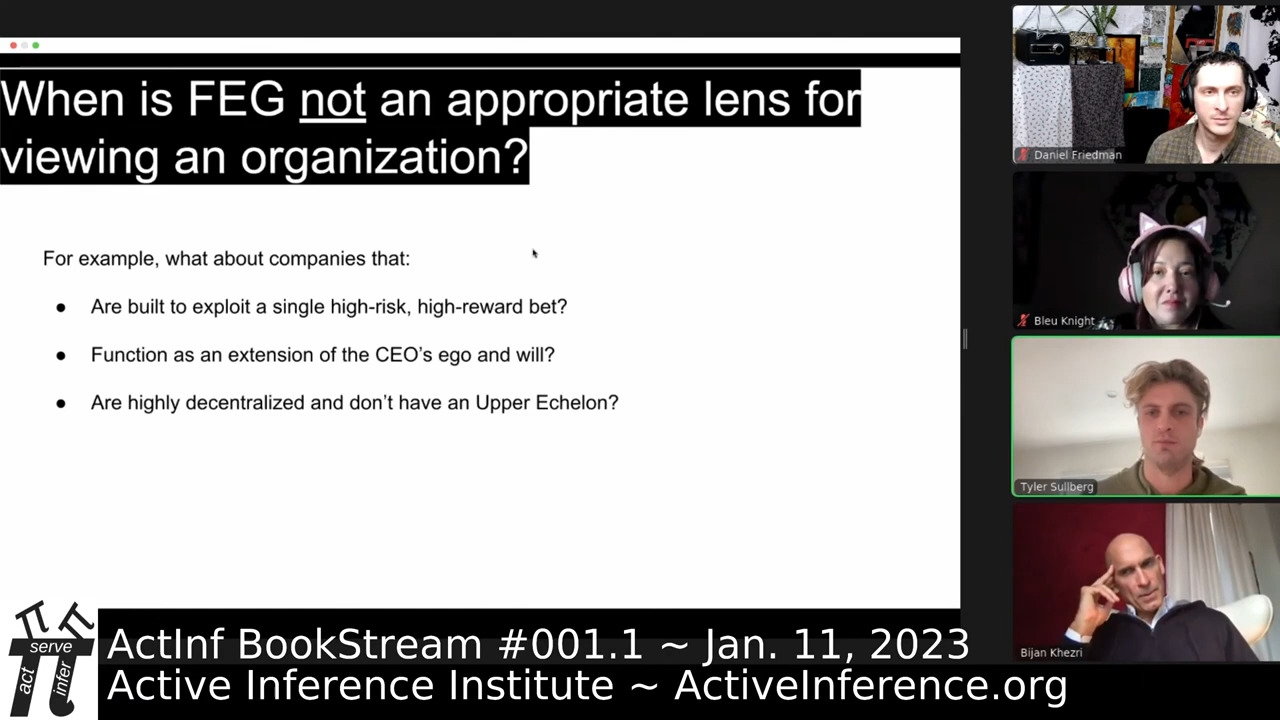 When is FEG not an appropriate lens for
viewing an organization?
For example, what about companies that:
● Are built to exploit a single high-risk, high-reward bet?
● Function as an extension of the CEO’s ego and will?
● Are highly decentralized and don’t have an Upper Echelon?
Daniel Friedman
Bleu Knight
Tyler Sullberg
Bijan Khezri
serve
act
infer
ActInf BookStream #001.1 ~ Jan. 11, 2023
Active Inference Institute ~ ActiveInference.org